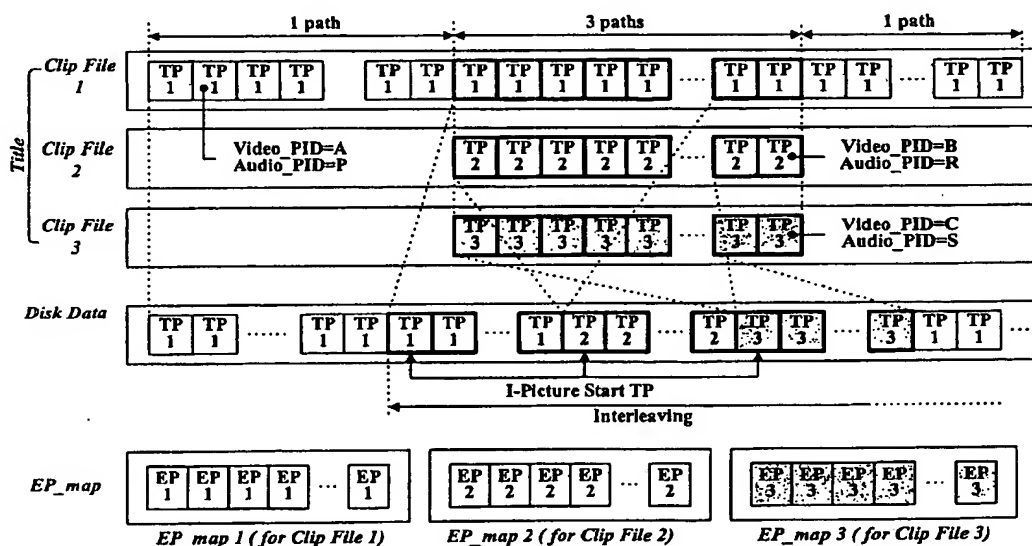 1 path 3 paths 1 path
Title
Clip File 1
TP 1 TP 1 TP 1 TP 1 TP 1 TP 1 TP 1 TP 1 TP 1 TP 1 TP 1 ...... TP 1 TP 1 TP 1 TP 1 ...... TP 1 TP 1
Video_PID=A
Audio_PID=P
Clip File 2
TP 2 TP 2 TP 2 TP 2 TP 2 ...... TP 2 TP 2
Video_PID=B
Audio_PID=R
Clip File 3
TP 3 TP 3 TP 3 TP 3 TP 3 ...... TP 3 TP 3
Video_PID=C
Audio_PID=S
Disk Data
TP 1 TP 1 ...... TP 1 TP 1 TP 1 TP 1 ...... TP 1 TP 2 TP 2 ...... TP 2 TP 3 TP 3 ...... TP 3 TP 1 TP 1 ...
I-Picture Start TP
Interleaving
EP_map
EP 1 EP 1 EP 1 EP 1 ... EP 1
EP 2 EP 2 EP 2 EP 2 ... EP 2
EP 3 EP 3 EP 3 EP 3 ... EP 3
EP_map 1 ( for Clip File 1)
EP_map 2 ( for Clip File 2)
EP_map 3 ( for Clip File 3)